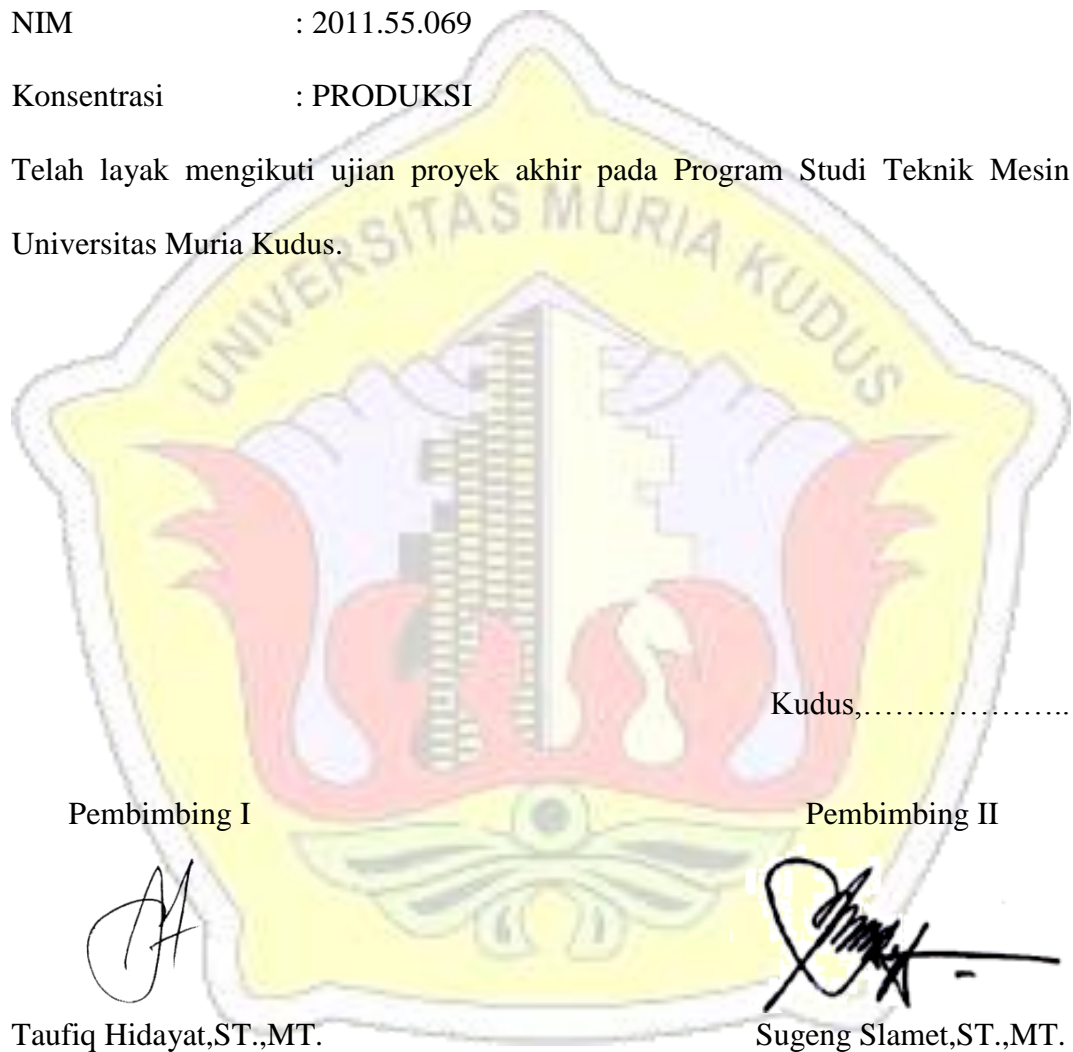 NIM : 2011.55.069
Konsentrasi : PRODUKSI
Telah layak mengikuti ujian proyek akhir pada Program Studi Teknik Mesin
Universitas Muria Kudus.
UNIVERSITAS MURIA KUDUS
Kudus,………………..
Pembimbing I Pembimbing II
Taufiq Hidayat,ST.,MT. Sugeng Slamet,ST.,MT.